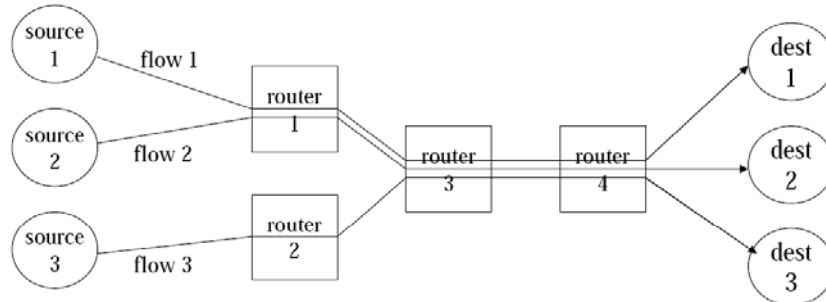 source
1
flow 1
source
2
flow 2
source
3
flow 3
router
1
router
2
router
3
router
4
dest
1
dest
2
dest
3